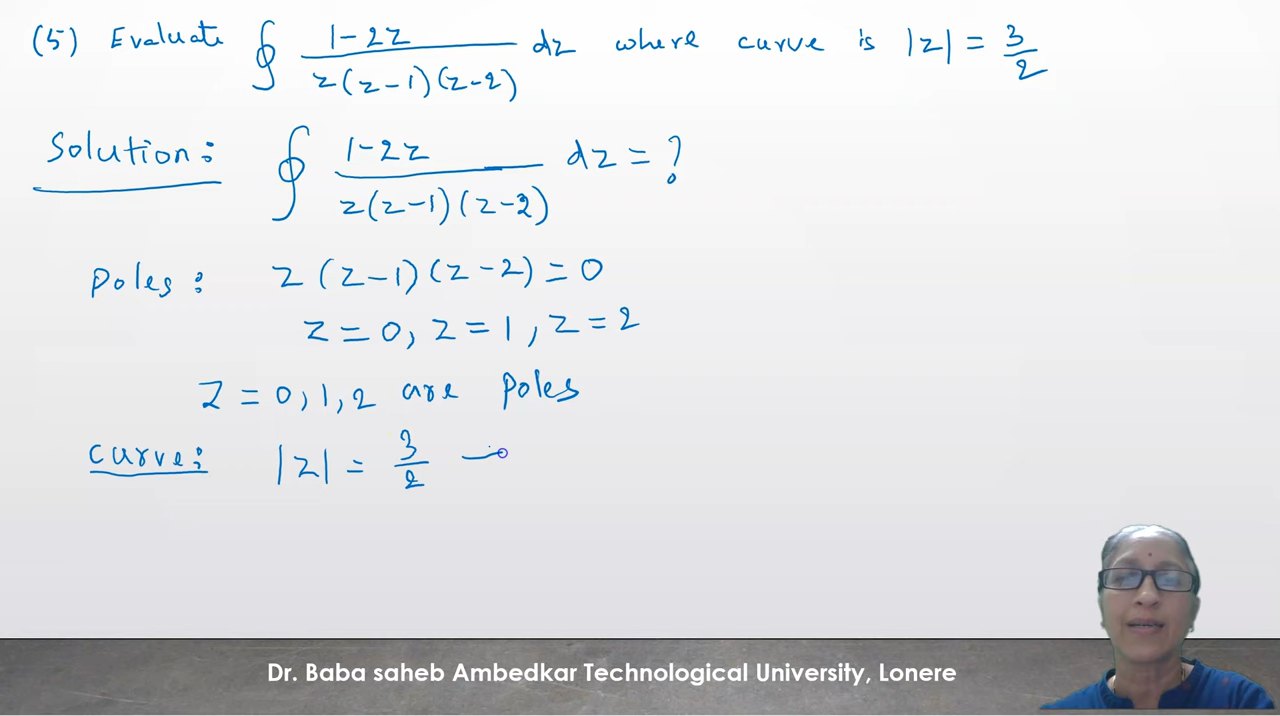 (5) Evaluate ∮ 1-2z / z(z-1)(z-2) dz where curve is |z| = 3/2
Solution: ∮ 1-2z / z(z-1)(z-2) dz = ?
Poles: z(z-1)(z-2) = 0
z = 0, z = 1, z = 2
z = 0, 1, 2 are Poles
Curve: |z| = 3/2
Dr. Baba saheb Ambedkar Technological University, Lonere